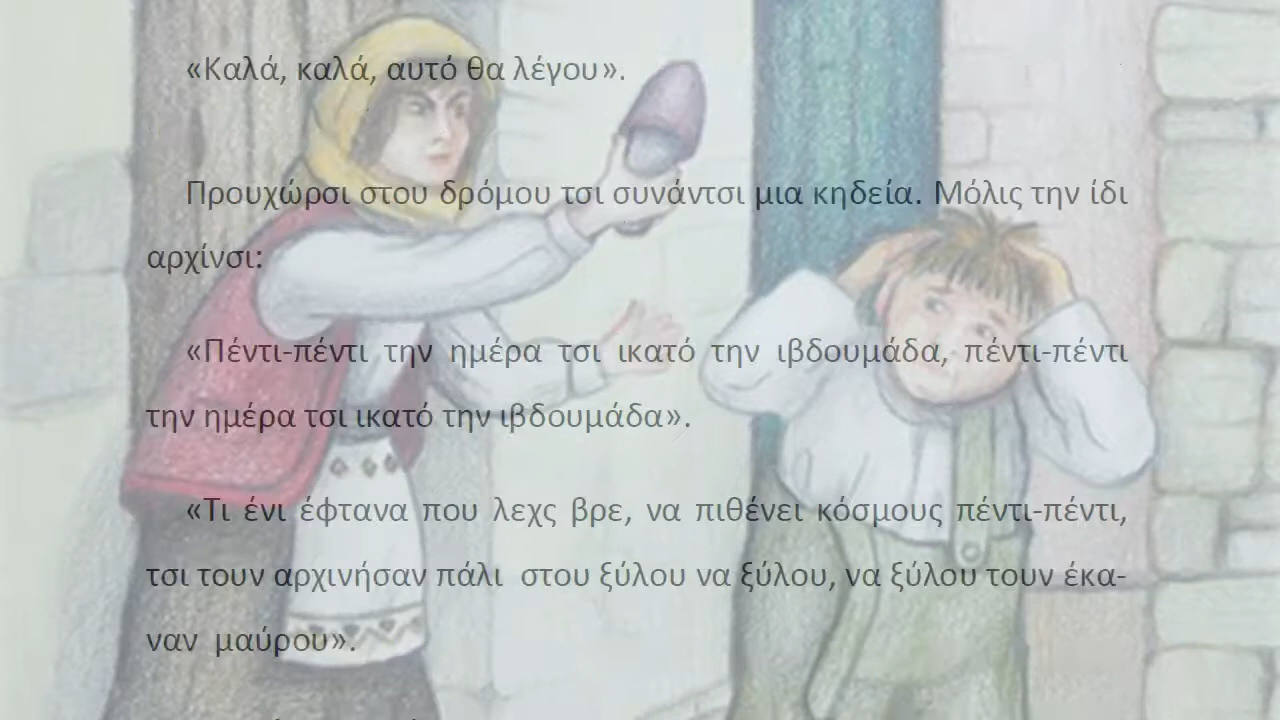 «Καλά, καλά, αυτό θα λέγου».
Προυχώρσι στου δρόμου τσι συνάντσι μια κηδεία. Μόλις την ίδι
αρχίνσι:
«Πέντι-πέντι την ημέρα τσι ικατό την ιβδουμάδα, πέντι-πέντι
την ημέρα τσι ικατό την ιβδουμάδα».
«Τι ένι έφτανα που λεχς βρε, να πιθένει κόσμους πέντι-πέντι,
τσι τουν αρχινήσαν πάλι στου ξύλου να ξύλου, να ξύλου τουν έκα-
ναν μαύρου».